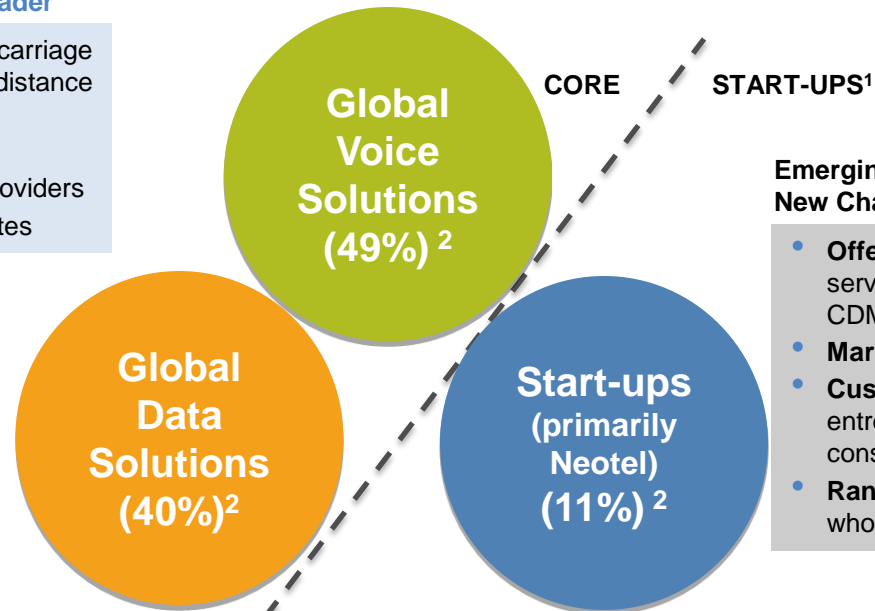 carriage
distance
oviders
tes
CORE
START-UPS¹
Global
Voice
Solutions
(49%) ²
Global
Data
Solutions
(40%)²
Start-ups
(primarily
Neotel)
(11%) ²
Emergin
New Cha
• Offe
serv
CDM
• Mar
• Cus
entre
cons
• Ran
who